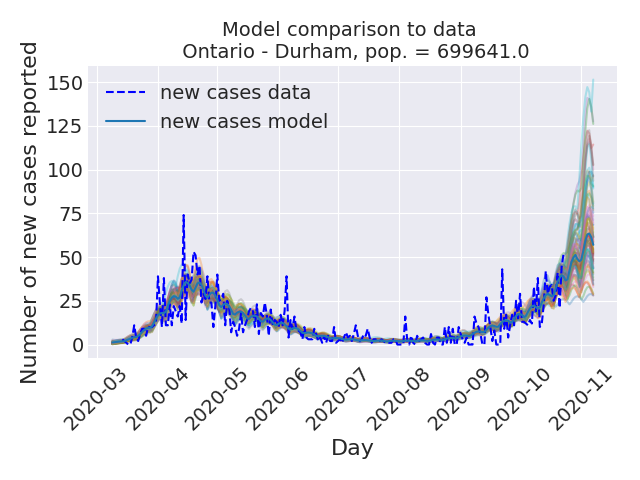 Model comparison to data
Ontario - Durham, pop. = 699641.0
Number of new cases reported
150
125
100
75
50
25
0
new cases data
new cases model
2020-03
2020-04
2020-05
2020-06
2020-07
2020-08
2020-09
2020-10
2020-11
Day